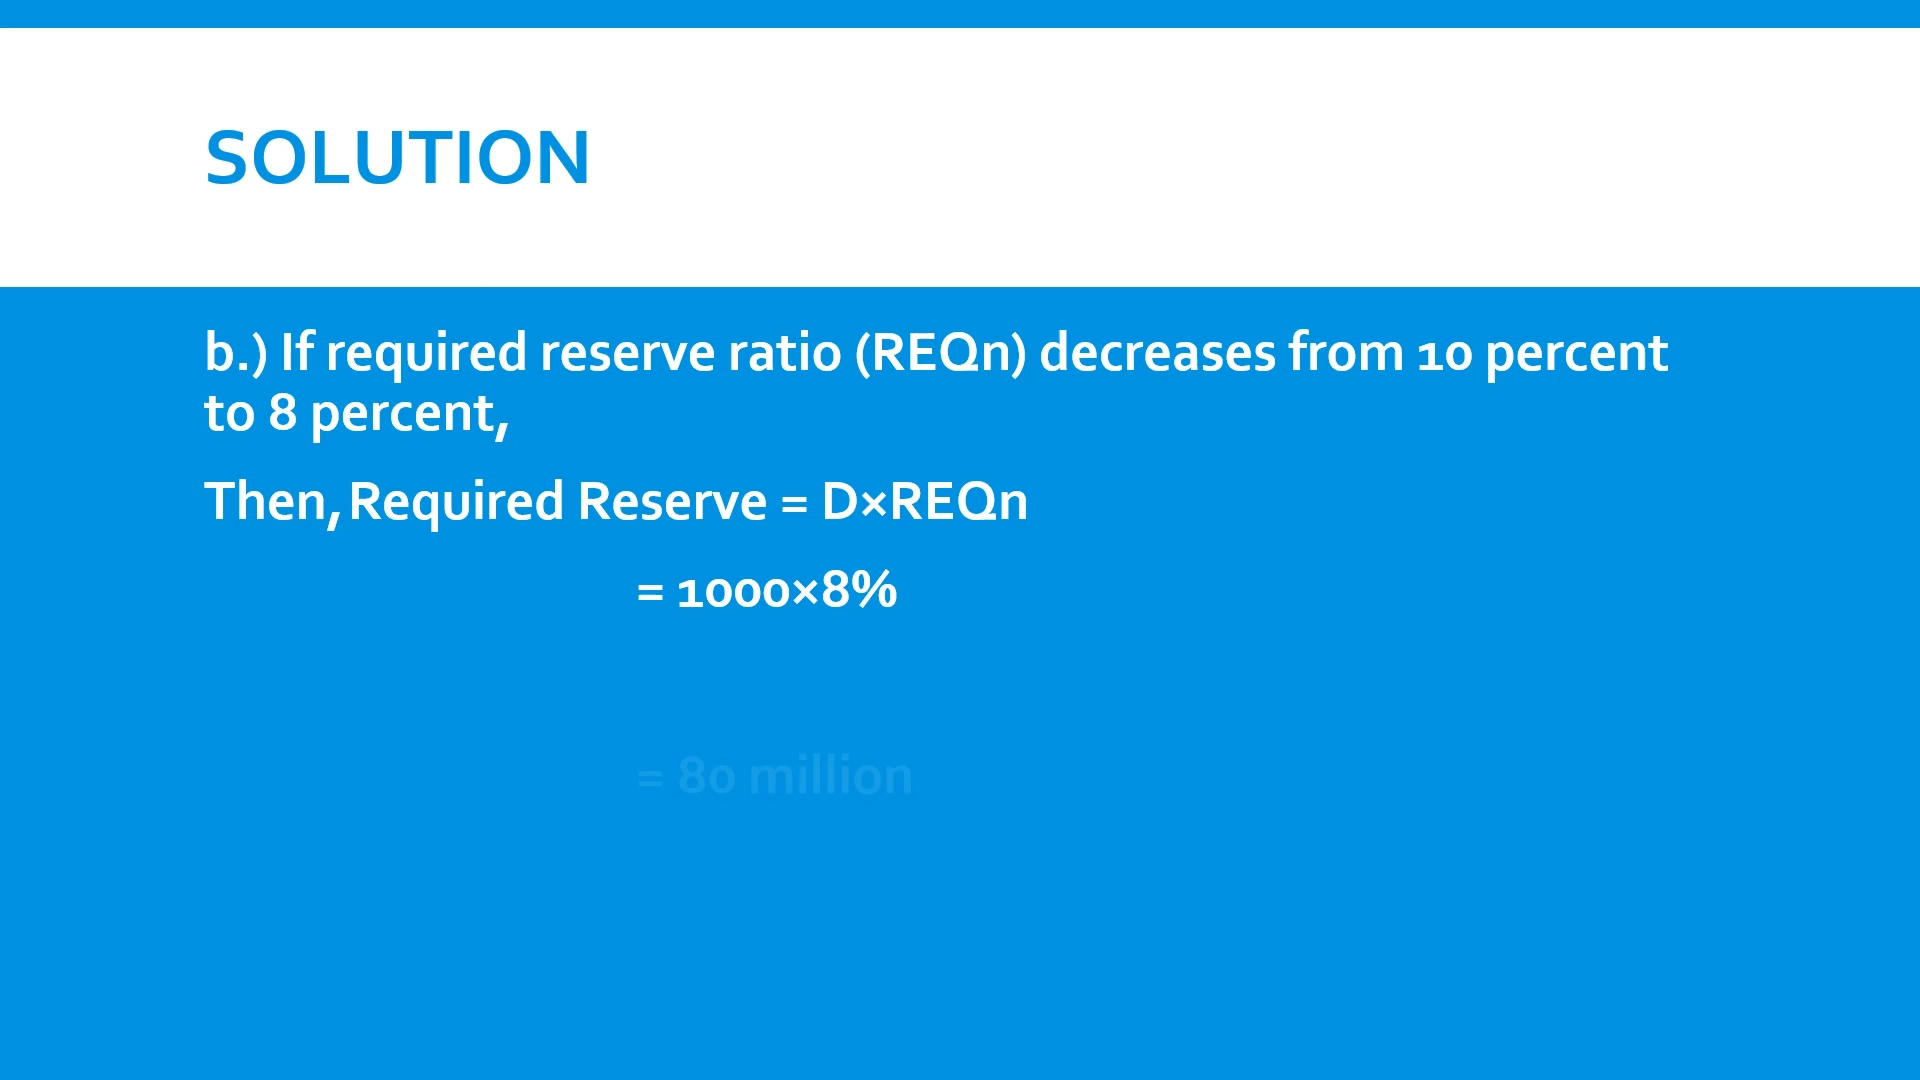 SOLUTION
b.) If required reserve ratio (REQn) decreases from 10 percent
to 8 percent,
Then, Required Reserve = D×REQn
= 1000×8%
= 80 million